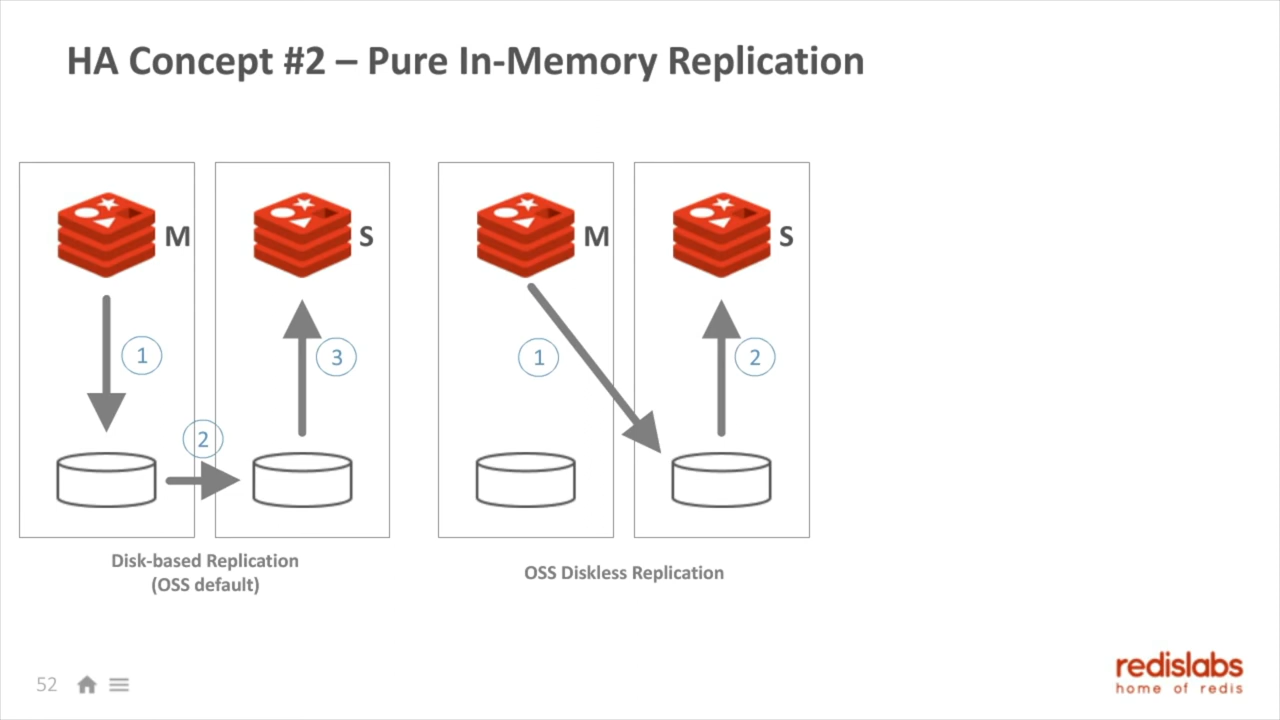 HA Concept #2 – Pure In-Memory Replication
M
S
M
S
1
3
1
2
2
Disk-based Replication
(OSS default)
OSS Diskless Replication
52
redislabs
home of redis